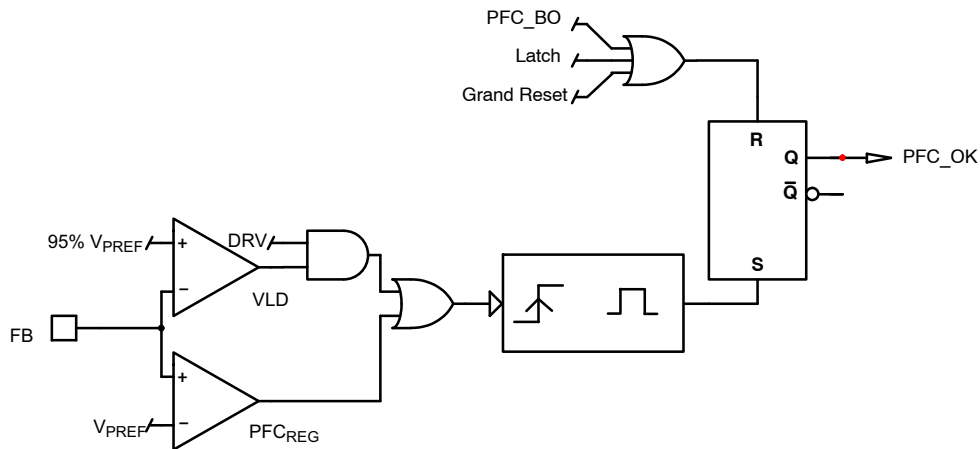 PFC_BO
Latch
Grand Reset
R
Q
PFC_OK
Q̅
S
95% VPREF
+
DRV
−
VLD
FB
+
VPREF
−
PFCREG